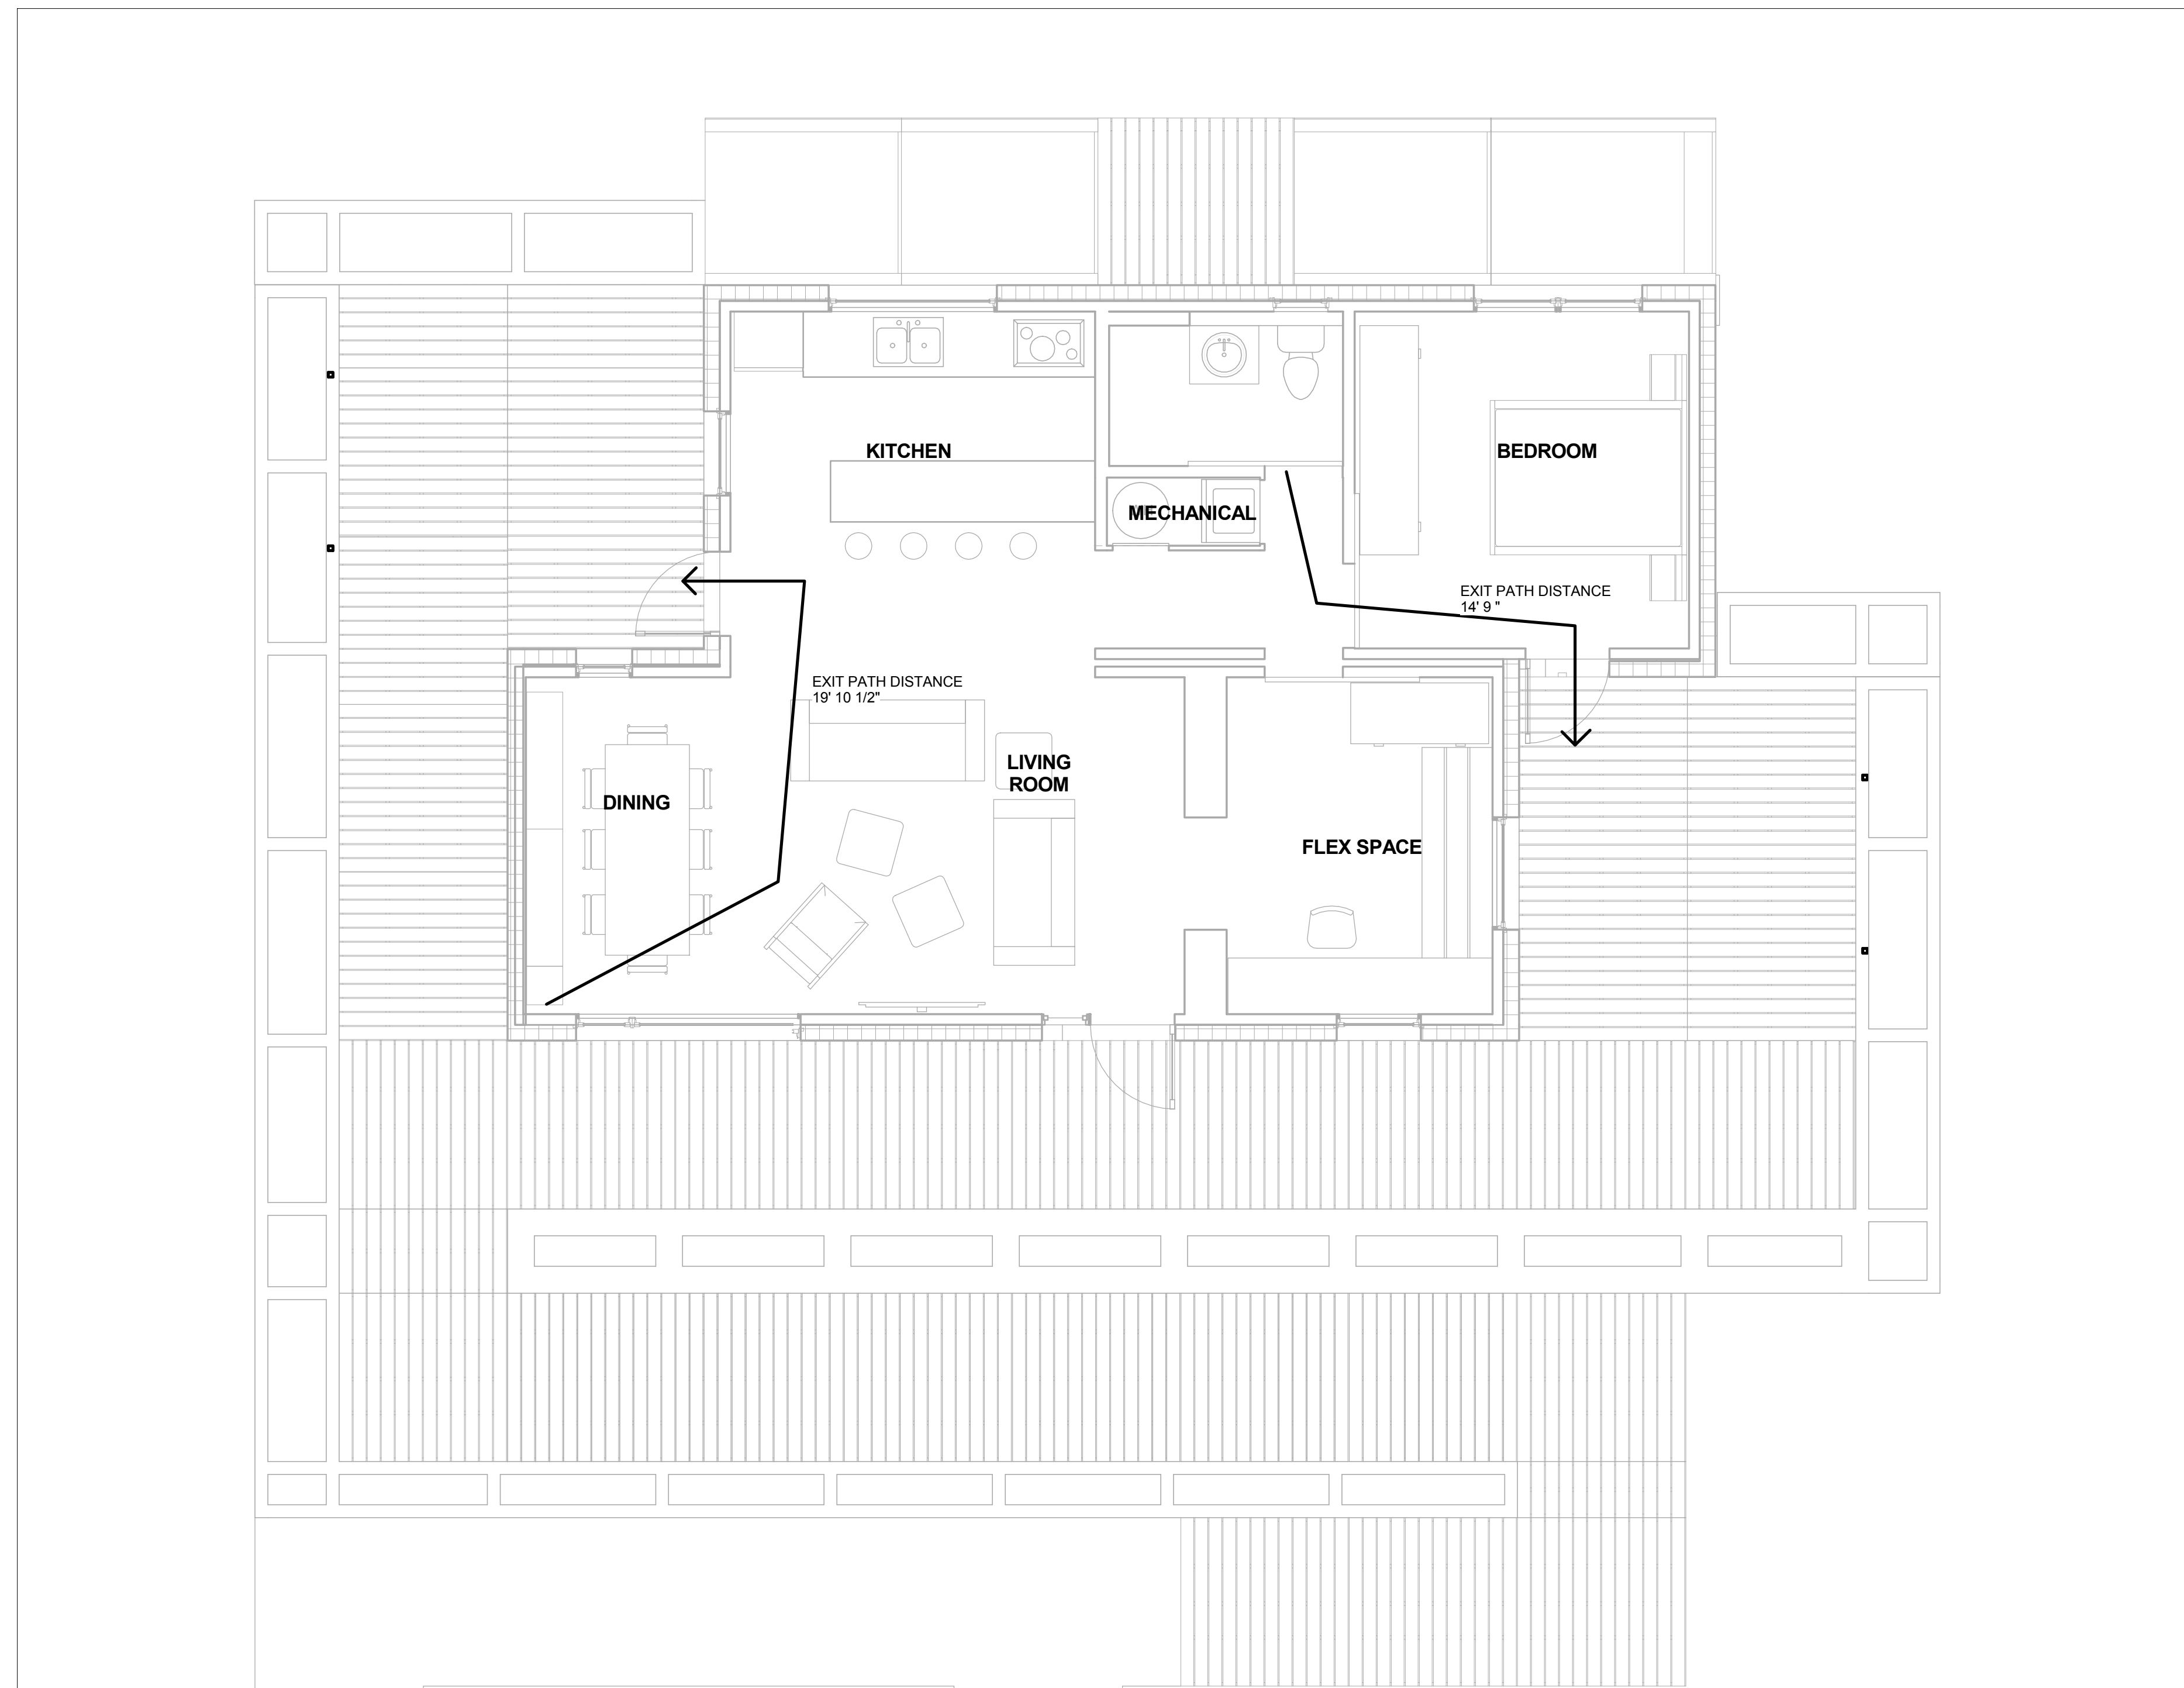 KITCHEN
BEDROOM
MECHANICAL
EXIT PATH DISTANCE
14' 9 "
EXIT PATH DISTANCE
19' 10 1/2"
LIVING
ROOM
DINING
FLEX SPACE